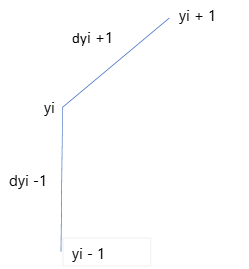 yi + 1
dyi +1
yi
dyi -1
yi - 1